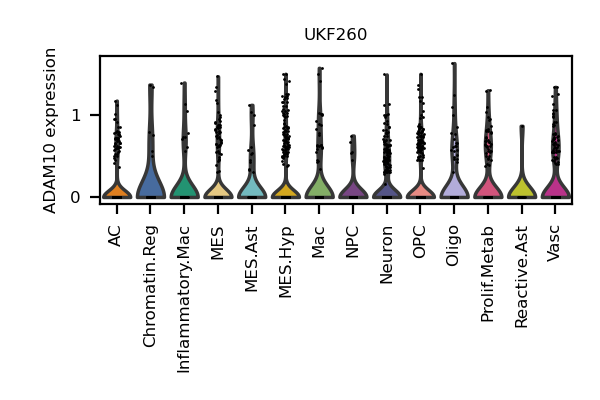 UKF260
ADAM10 expression
1
0
AC
Chromatin.Reg
Inflammatory.Mac
MES
MES.Ast
MES.Hyp
Mac
NPC
Neuron
OPC
Oligo
Prolif.Metab
Reactive.Ast
Vasc